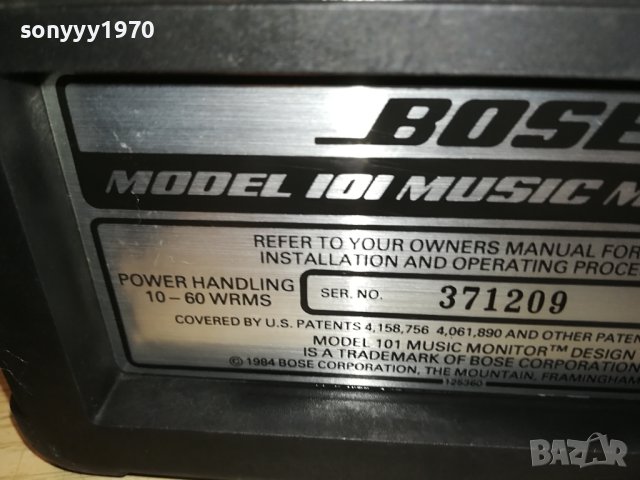 sonyyy1970
BOSE
MODEL 101 MUSIC M
REFER TO YOUR OWNERS MANUAL FOR
INSTALLATION AND OPERATING PROCE
POWER HANDLING
10 – 60 WRMS
SER. NO. 371209
COVERED BY U.S. PATENTS 4,158,756 4,061,890 AND OTHER PATEN
MODEL 101 MUSIC MONITOR™ DESIGN
IS A TRADEMARK OF BOSE CORPORATION
© 1984 BOSE CORPORATION, THE MOUNTAIN, FRAMINGHAM
125360
BAZAR